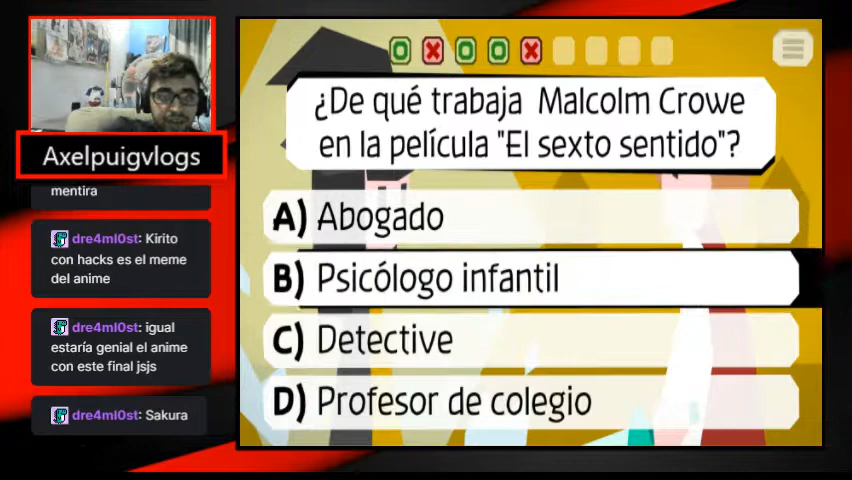 Axelpuigvlogs
mentira
dre4ml0st: Kirito
con hacks es el meme
del anime
dre4ml0st: igual
estaría genial el anime
con este final jsjs
dre4ml0st: Sakura
¿De qué trabaja Malcolm Crowe
en la película "El sexto sentido"?
A) Abogado
B) Psicólogo infantil
C) Detective
D) Profesor de colegio